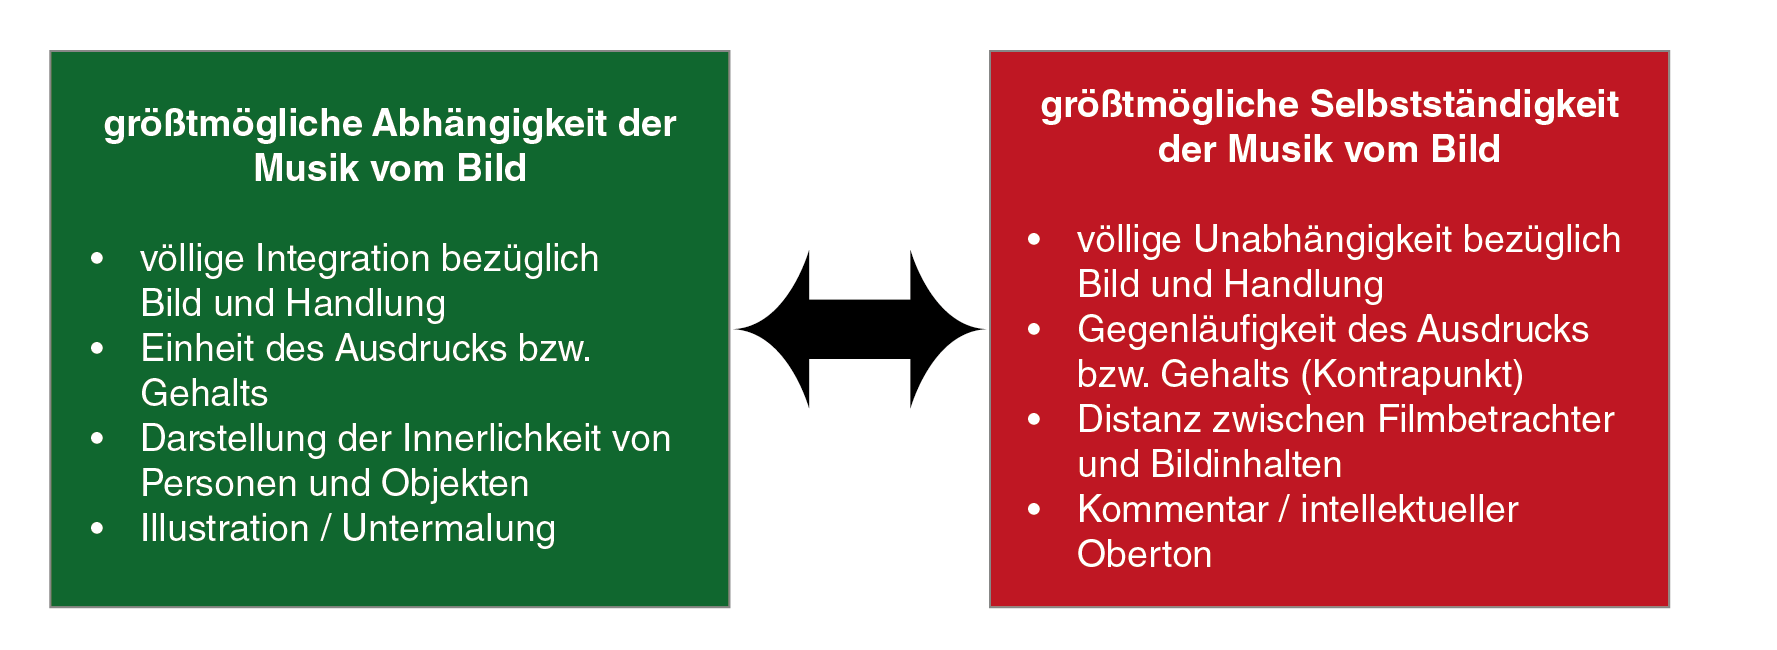 größtmögliche Abhängigkeit der
Musik vom Bild
• völlige Integration bezüglich
Bild und Handlung
• Einheit des Ausdrucks bzw.
Gehalts
• Darstellung der Innerlichkeit von
Personen und Objekten
• Illustration / Untermalung
größtmögliche Selbstständigkeit
der Musik vom Bild
• völlige Unabhängigkeit bezüglich
Bild und Handlung
• Gegenläufigkeit des Ausdrucks
bzw. Gehalts (Kontrapunkt)
• Distanz zwischen Filmbetrachter
und Bildinhalten
• Kommentar / intellektueller
Oberton